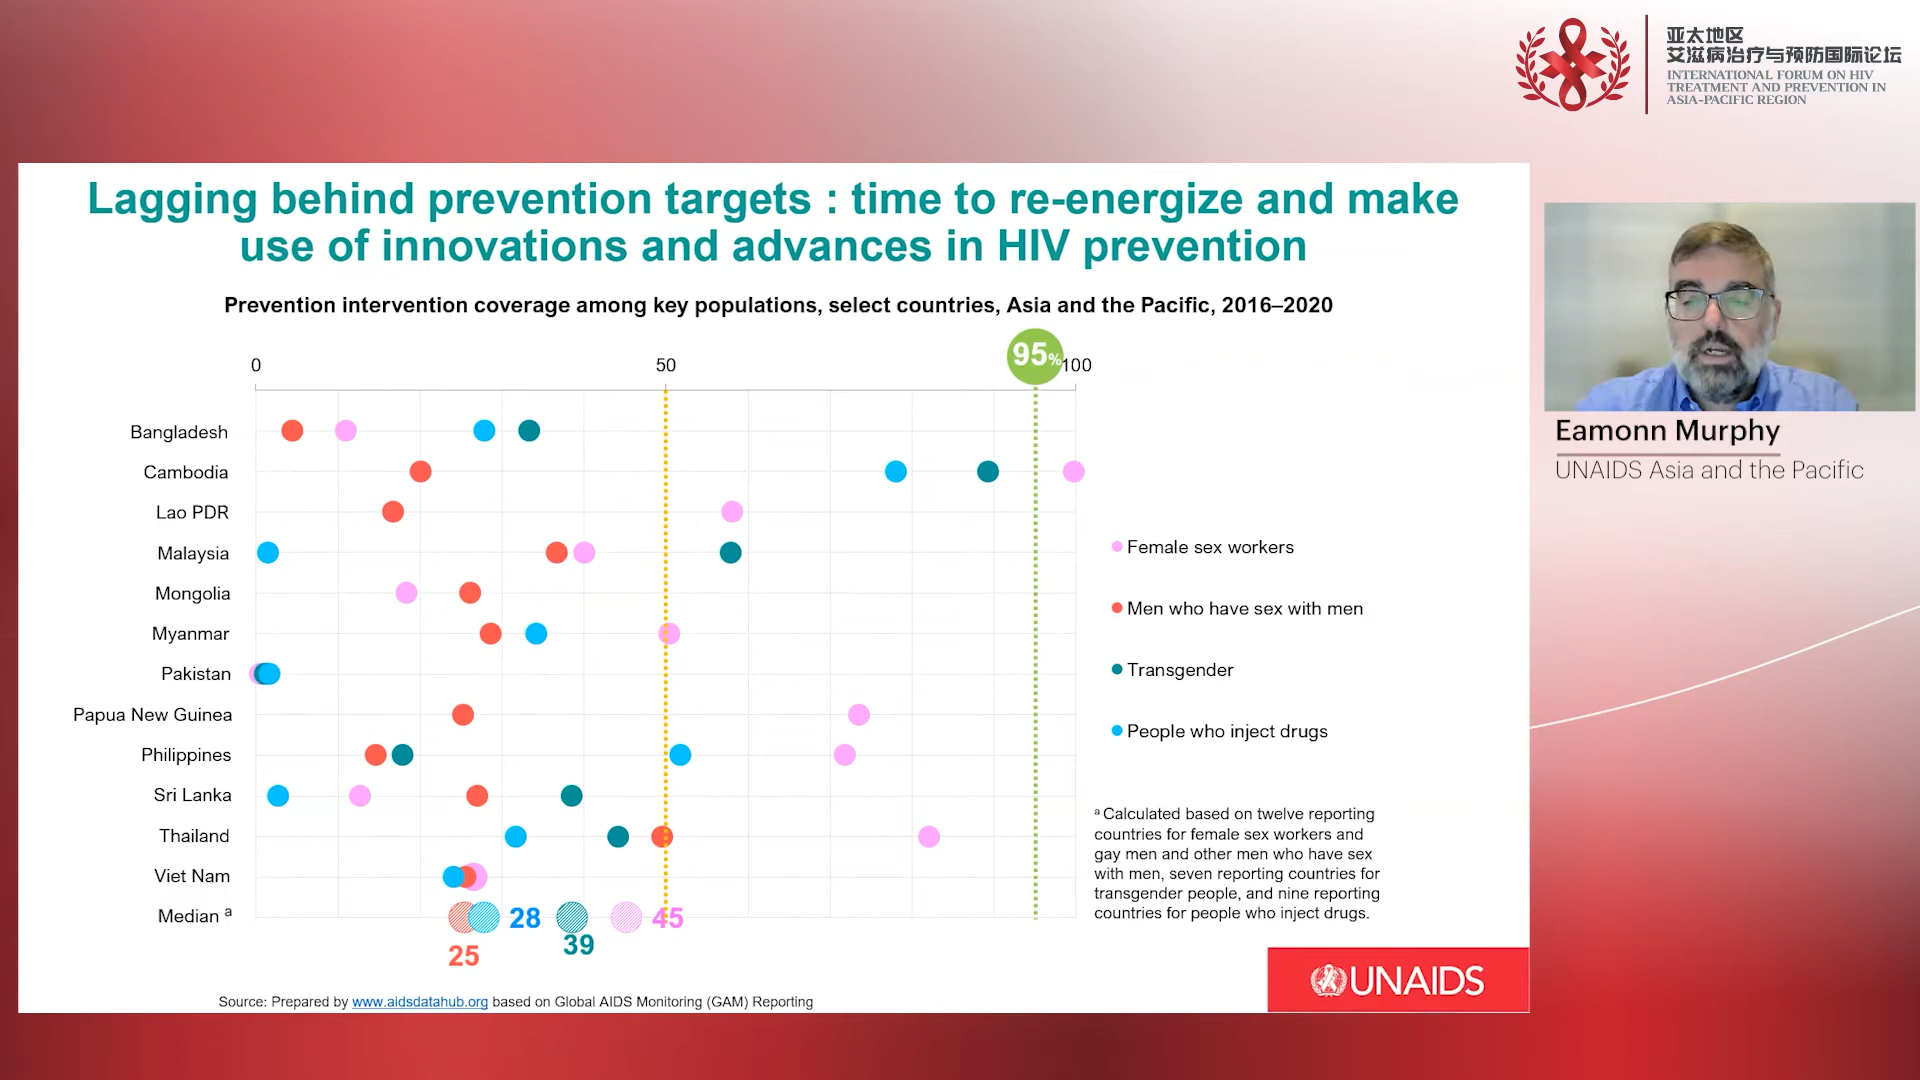 亚太地区
艾滋病治疗与预防国际论坛
INTERNATIONAL FORUM ON HIV
TREATMENT AND PREVENTION IN
ASIA-PACIFIC REGION
Lagging behind prevention targets : time to re-energize and make
use of innovations and advances in HIV prevention
Prevention intervention coverage among key populations, select countries, Asia and the Pacific, 2016–2020
0
50
95%
100
Bangladesh
Cambodia
Lao PDR
Malaysia
Mongolia
Myanmar
Pakistan
Papua New Guinea
Philippines
Sri Lanka
Thailand
Viet Nam
Median a
28
45
39
25
Female sex workers
Men who have sex with men
Transgender
People who inject drugs
a Calculated based on twelve reporting
countries for female sex workers and
gay men and other men who have sex
with men, seven reporting countries for
transgender people, and nine reporting
countries for people who inject drugs.
Source: Prepared by www.aidsdatahub.org based on Global AIDS Monitoring (GAM) Reporting
UNAIDS
Eamonn Murphy
UNAIDS Asia and the Pacific